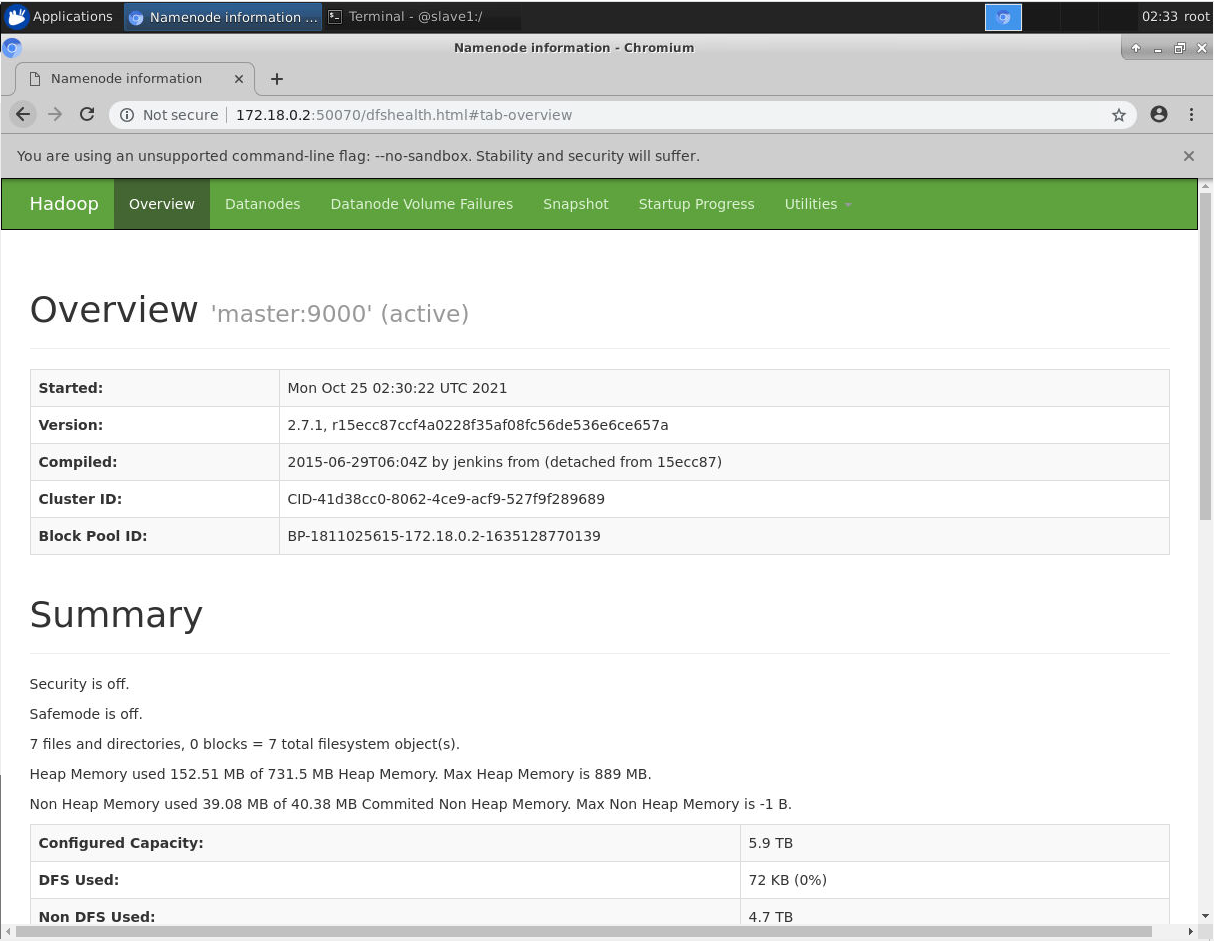 Applications Namenode information ... Terminal - @slave1:/ 02:33 root
Namenode information - Chromium
Namenode information
Not secure 172.18.0.2:50070/dfshealth.html#tab-overview
You are using an unsupported command-line flag: --no-sandbox. Stability and security will suffer.
Hadoop Overview Datanodes Datanode Volume Failures Snapshot Startup Progress Utilities
Overview 'master:9000' (active)
Started: Mon Oct 25 02:30:22 UTC 2021
Version: 2.7.1, r15ecc87ccf4a0228f35af08fc56de536e6ce657a
Compiled: 2015-06-29T06:04Z by jenkins from (detached from 15ecc87)
Cluster ID: CID-41d38cc0-8062-4ce9-acf9-527f9f289689
Block Pool ID: BP-1811025615-172.18.0.2-1635128770139
Summary
Security is off.
Safemode is off.
7 files and directories, 0 blocks = 7 total filesystem object(s).
Heap Memory used 152.51 MB of 731.5 MB Heap Memory. Max Heap Memory is 889 MB.
Non Heap Memory used 39.08 MB of 40.38 MB Commited Non Heap Memory. Max Non Heap Memory is -1 B.
Configured Capacity: 5.9 TB
DFS Used: 72 KB (0%)
Non DFS Used: 4.7 TB